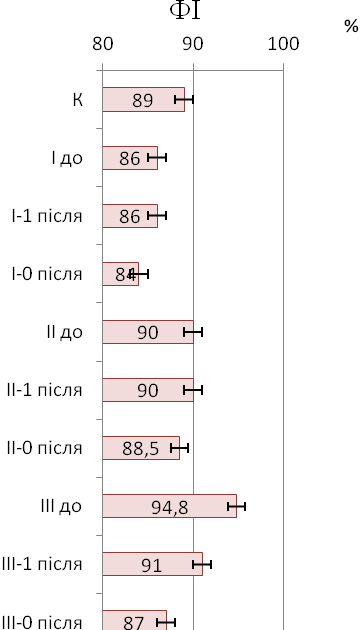 ФІ
%
80 90 100
К 89
І до 86
І-1 після 86
І-0 після 84
ІІ до 90
ІІ-1 після 90
ІІ-0 після 88,5
ІІІ до 94,8
ІІІ-1 після 91
ІІІ-0 після 87